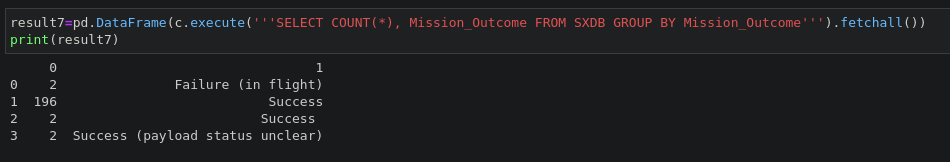 result7=pd.DataFrame(c.execute('''SELECT COUNT(*), Mission_Outcome FROM SXDB GROUP BY Mission_Outcome''').fetchall())
print(result7)
     0                                 1
0    2               Failure (in flight)
1  196                           Success
2    2                          Success 
3    2  Success (payload status unclear)